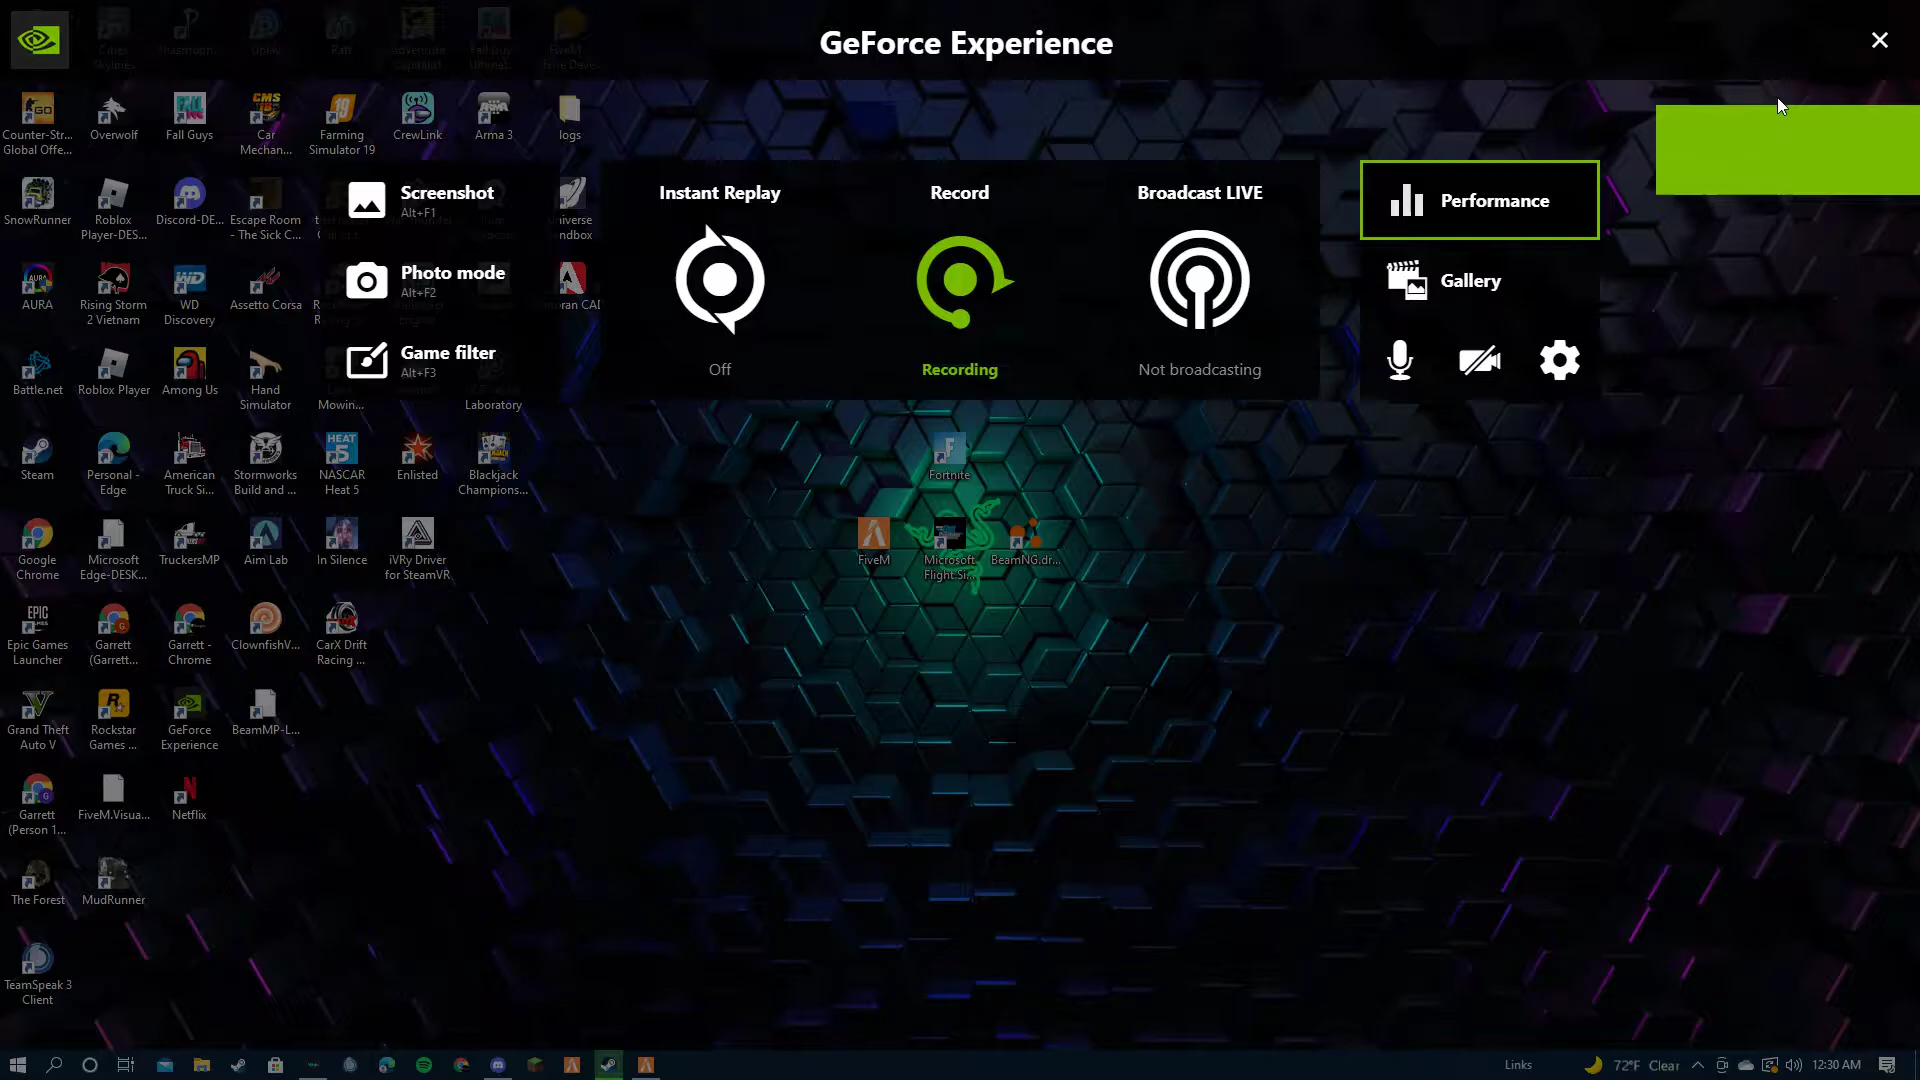 GeForce Experience
Counter-Str...
Global Offe...
Overwolf
Fall Guys
Car
Mechan...
Farming
Simulator 19
CrewLink
Arma 3
logs
Screenshot
Alt+F1
Photo mode
Alt+F2
Game filter
Alt+F3
Instant Replay
Off
Record
Recording
Broadcast LIVE
Not broadcasting
Performance
Gallery
SnowRunner
Roblox
Player-DES...
Discord-DE...
Escape Room
- The Sick C...
AURA
Rising Storm
2 Vietnam
WD
Discovery
Assetto Corsa
Battle.net
Roblox Player
Among Us
Hand
Simulator
Mowin...
Laboratory
Steam
Personal -
Edge
American
Truck Si...
Stormworks
Build and ...
NASCAR
Heat 5
Enlisted
Blackjack
Champions...
Fortnite
Google
Chrome
Microsoft
Edge-DESK...
TruckersMP
Aim Lab
In Silence
iVRy Driver
for SteamVR
FiveM
Microsoft
Flight Si...
BeamNG.dr...
Epic Games
Launcher
Garrett
(Garrett...
Garrett -
Chrome
ClownfishV...
CarX Drift
Racing ...
Grand Theft
Auto V
Rockstar
Games ...
GeForce
Experience
BeamMP-L...
Garrett
(Person 1...
FiveM.Visua...
Netflix
The Forest
MudRunner
TeamSpeak 3
Client
Links
72°F Clear
12:30 AM